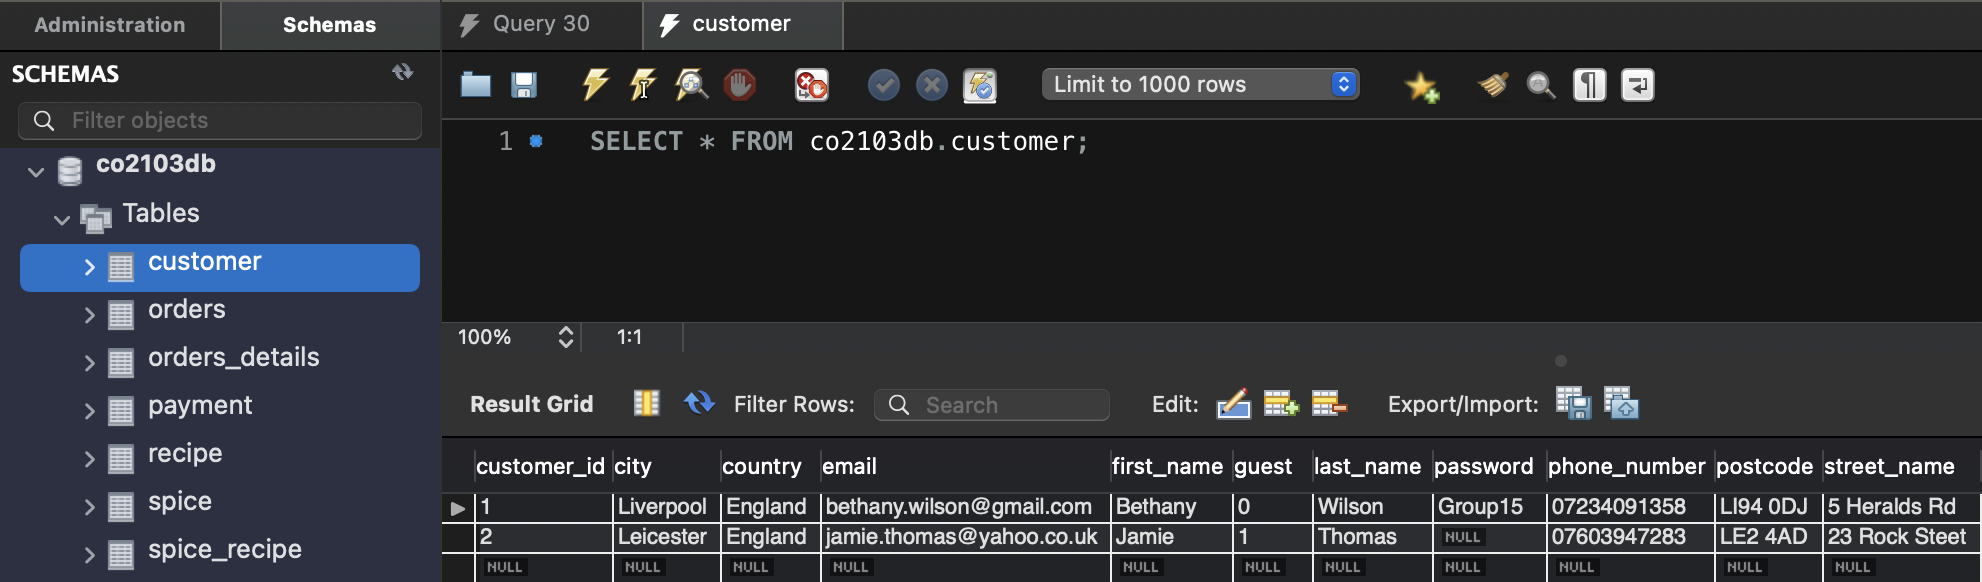 Administration Schemas
SCHEMAS
Filter objects
co2103db
Tables
customer
orders
orders_details
payment
recipe
spice
spice_recipe
Query 30 customer
Limit to 1000 rows
1 SELECT * FROM co2103db.customer;
100% 1:1
Result Grid Filter Rows: Search Edit: Export/Import:
customer_id city country email first_name guest last_name password phone_number postcode street_name
1 Liverpool England bethany.wilson@gmail.com Bethany 0 Wilson Group15 07234091358 LI94 0DJ 5 Heralds Rd
2 Leicester England jamie.thomas@yahoo.co.uk Jamie 1 Thomas NULL 07603947283 LE2 4AD 23 Rock Steet
NULL NULL NULL NULL NULL NULL NULL NULL NULL NULL NULL